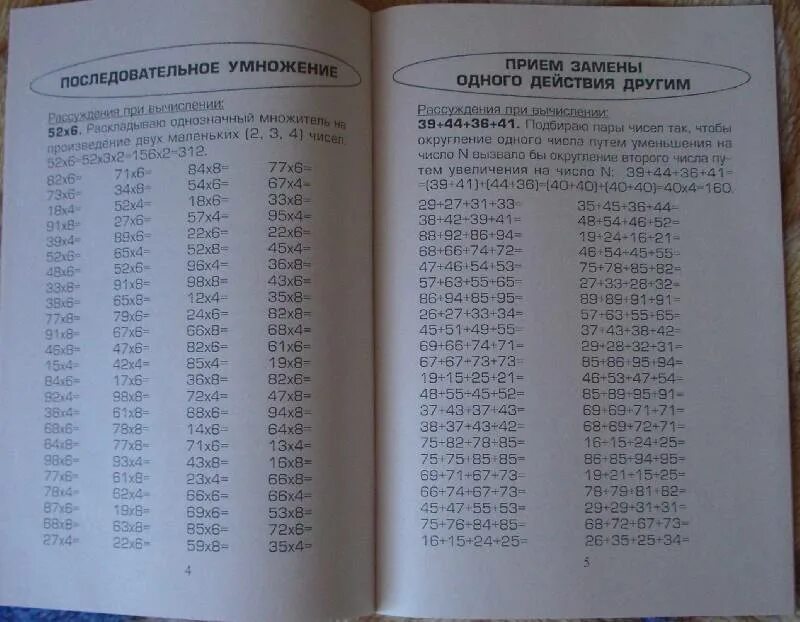 ПОСЛЕДОВАТЕЛЬНОЕ УМНОЖЕНИЕ
Рассуждения при вычислении:
52x6. Раскладываю однозначный множитель на
произведение двух маленьких (2, 3, 4) чисел.
52x6=52x3x2=156x2=312.
82x6= 71x6= 84x8= 77x6=
73x6= 34x8= 54x6= 67x4=
18x4= 52x4= 18x6= 33x8=
91x8= 27x6= 57x4= 95x4=
39x4= 89x6= 22x6= 22x6=
52x6= 65x4= 52x8= 45x4=
48x6= 52x6= 96x4= 36x8=
33x8= 91x8= 98x8= 43x6=
38x6= 65x8= 12x4= 35x8=
77x8= 79x6= 24x6= 82x8=
91x8= 67x6= 66x8= 68x4=
46x8= 47x6= 82x6= 61x6=
15x4= 42x4= 85x4= 19x8=
84x6= 17x6= 36x8= 82x6=
92x4= 98x8= 72x4= 47x8=
38x4= 61x8= 88x6= 94x8=
68x6= 78x8= 14x6= 64x8=
64x8= 77x8= 71x6= 13x4=
98x6= 93x4= 43x8= 16x8=
77x6= 61x8= 23x4= 66x8=
78x4= 62x4= 66x6= 66x4=
87x6= 19x8= 69x6= 53x8=
68x8= 63x8= 85x6= 72x6=
27x4= 22x6= 59x8= 35x4=
4
ПРИЕМ ЗАМЕНЫ
ОДНОГО ДЕЙСТВИЯ ДРУГИМ
Рассуждения при вычислении:
39+44+36+41. Подбираю пары чисел так, чтобы
округление одного числа путем уменьшения на
число N вызвало бы округление второго числа пу-
тем увеличения на число N: 39+44+36+41=
=(39+41)+(44+36)=(40+40)+(40+40)=40x4=160.
29+27+31+33= 35+45+36+44=
38+42+39+41= 48+54+46+52=
88+92+86+94= 19+24+16+21=
68+66+74+72= 46+54+45+55=
47+46+54+53= 75+78+85+82=
57+63+55+65= 27+33+28+32=
86+94+85+95= 89+89+91+91=
26+27+33+34= 57+63+55+65=
45+51+49+55= 37+43+38+42=
69+66+74+71= 29+28+32+31=
67+67+73+73= 85+86+95+94=
19+15+25+21= 46+53+47+54=
48+55+45+52= 85+89+95+91=
37+43+37+43= 69+69+71+71=
38+37+43+42= 68+69+72+71=
75+82+78+85= 16+15+24+25=
75+75+85+85= 86+85+94+95=
69+71+67+73= 19+21+15+25=
66+74+67+73= 78+79+81+82=
45+47+55+53= 29+29+31+31=
75+76+84+85= 68+72+67+73=
16+15+24+25= 26+35+25+34=
5